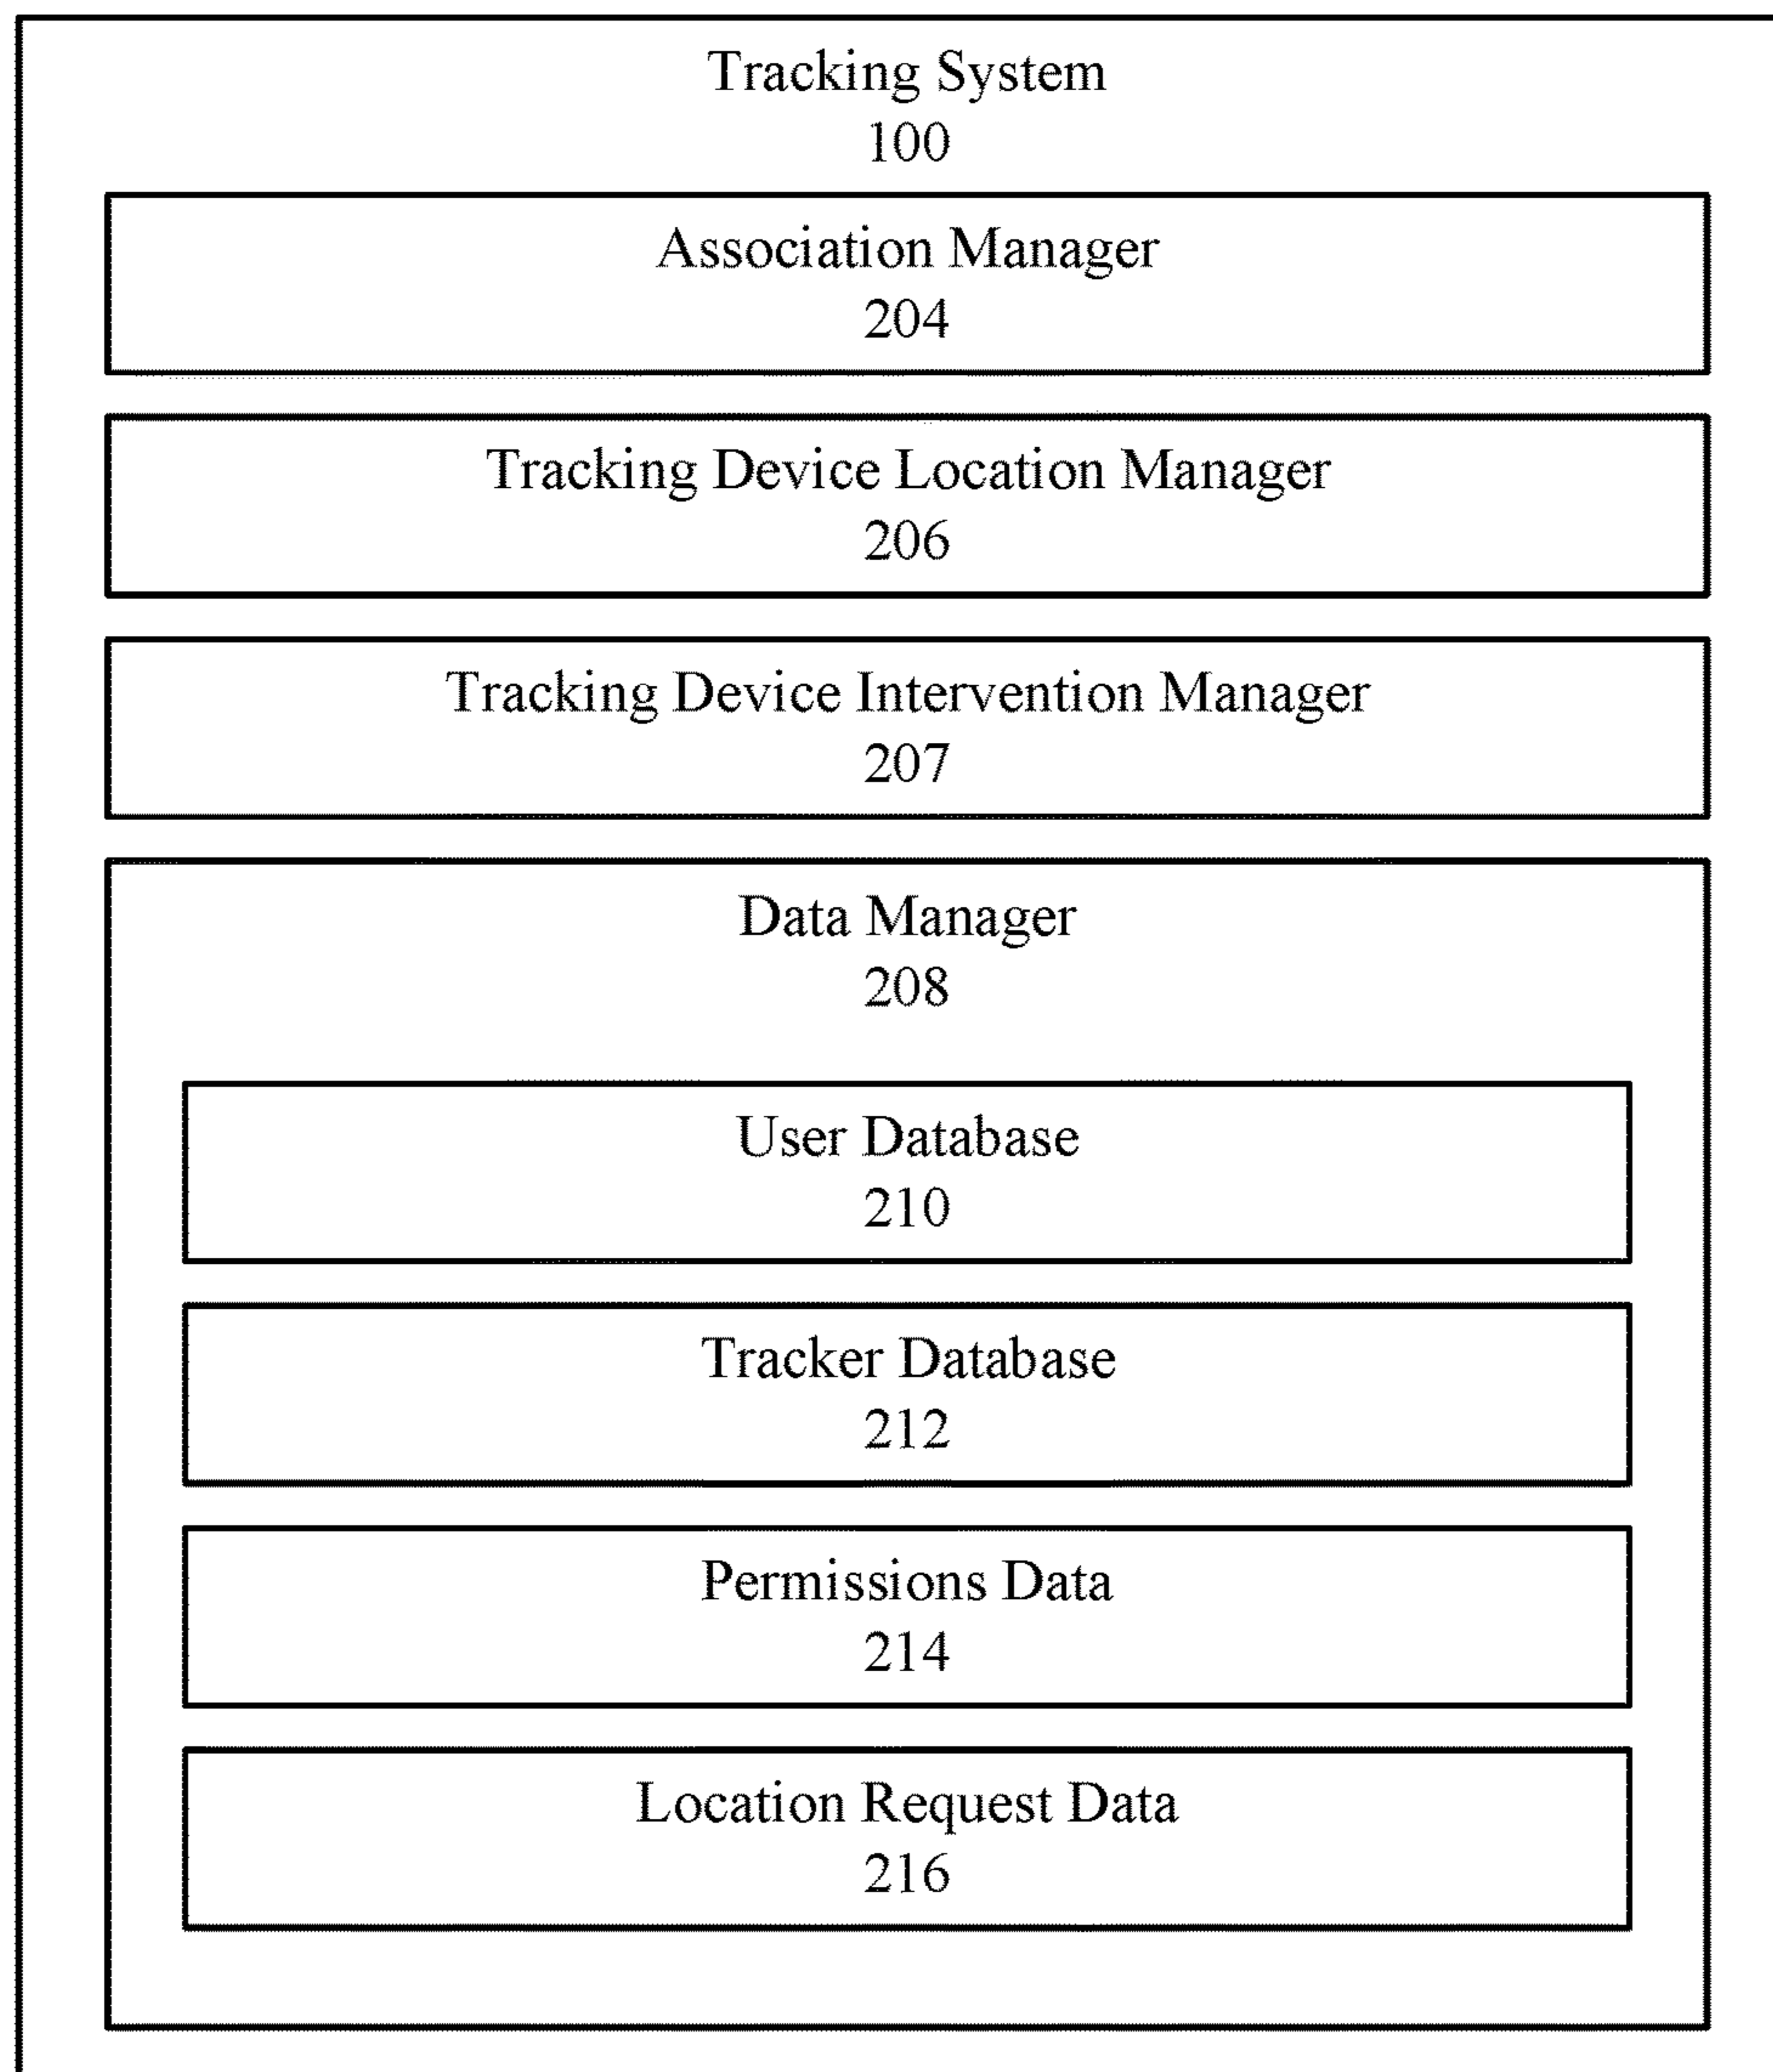 Tracking System
100
Association Manager
204
Tracking Device Location Manager
206
Tracking Device Intervention Manager
207
Data Manager
208
User Database
210
Tracker Database
212
Permissions Data
214
Location Request Data
216